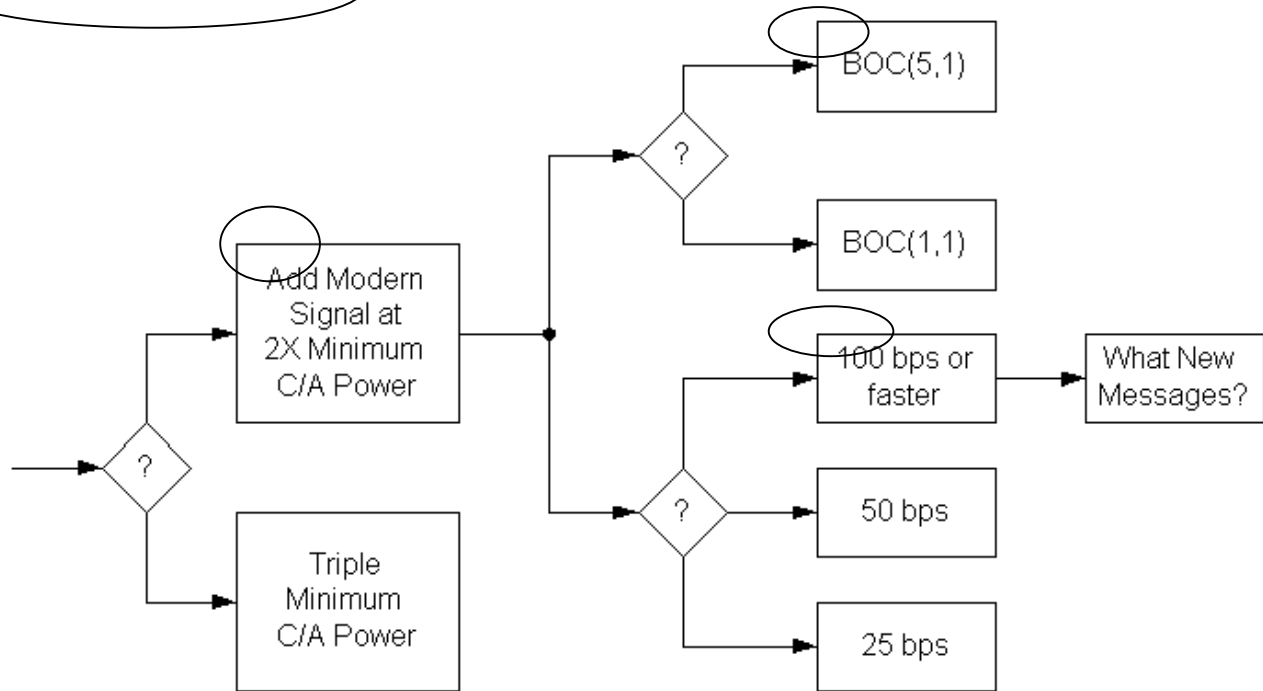 BOC(5,1)
?
BOC(1,1)
Add Modern
Signal at
2X Minimum
C/A Power
?
Triple
Minimum
C/A Power
100 bps or
faster
What New
Messages?
?
50 bps
25 bps